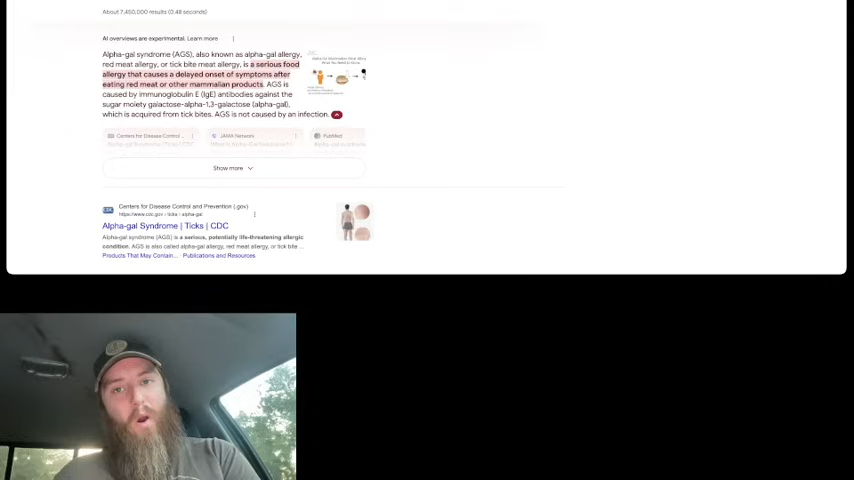 About 7,450,000 results (0.48 seconds)
AI overviews are experimental. Learn more
Alpha-gal syndrome (AGS), also known as alpha-gal allergy,
red meat allergy, or tick bite meat allergy, is a serious food
allergy that causes a delayed onset of symptoms after
eating red meat or other mammalian products. AGS is
caused by immunoglobulin E (IgE) antibodies against the
sugar moiety galactose-alpha-1,3-galactose (alpha-gal),
which is acquired from tick bites. AGS is not caused by an infection.
Centers for Disease Control ...
JAMA Network
PubMed
Show more
Centers for Disease Control and Prevention (.gov)
https://www.cdc.gov › ticks › alpha-gal
Alpha-gal Syndrome | Ticks | CDC
Alpha-gal syndrome (AGS) is a serious, potentially life-threatening allergic
condition. AGS is also called alpha-gal allergy, red meat allergy, or tick bite ...
Products That May Contain... · Publications and Resources